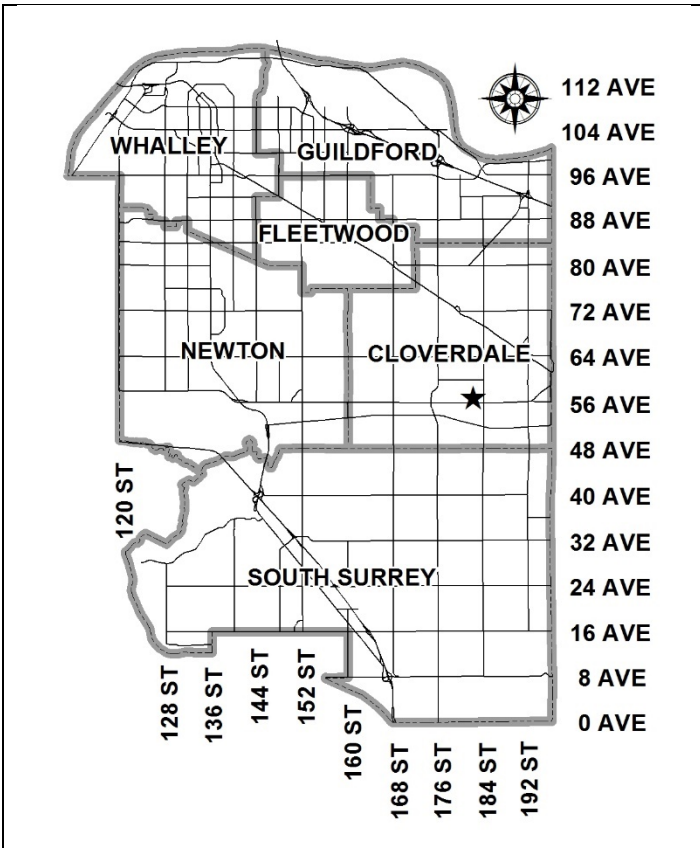 112 AVE
104 AVE
WHALLEY
GUILDFORD
96 AVE
88 AVE
FLEETWOOD
80 AVE
72 AVE
NEWTON
CLOVERDALE
64 AVE
56 AVE
48 AVE
120 ST
40 AVE
32 AVE
SOUTH SURREY
24 AVE
16 AVE
8 AVE
0 AVE
128 ST
136 ST
144 ST
152 ST
160 ST
168 ST
176 ST
184 ST
192 ST